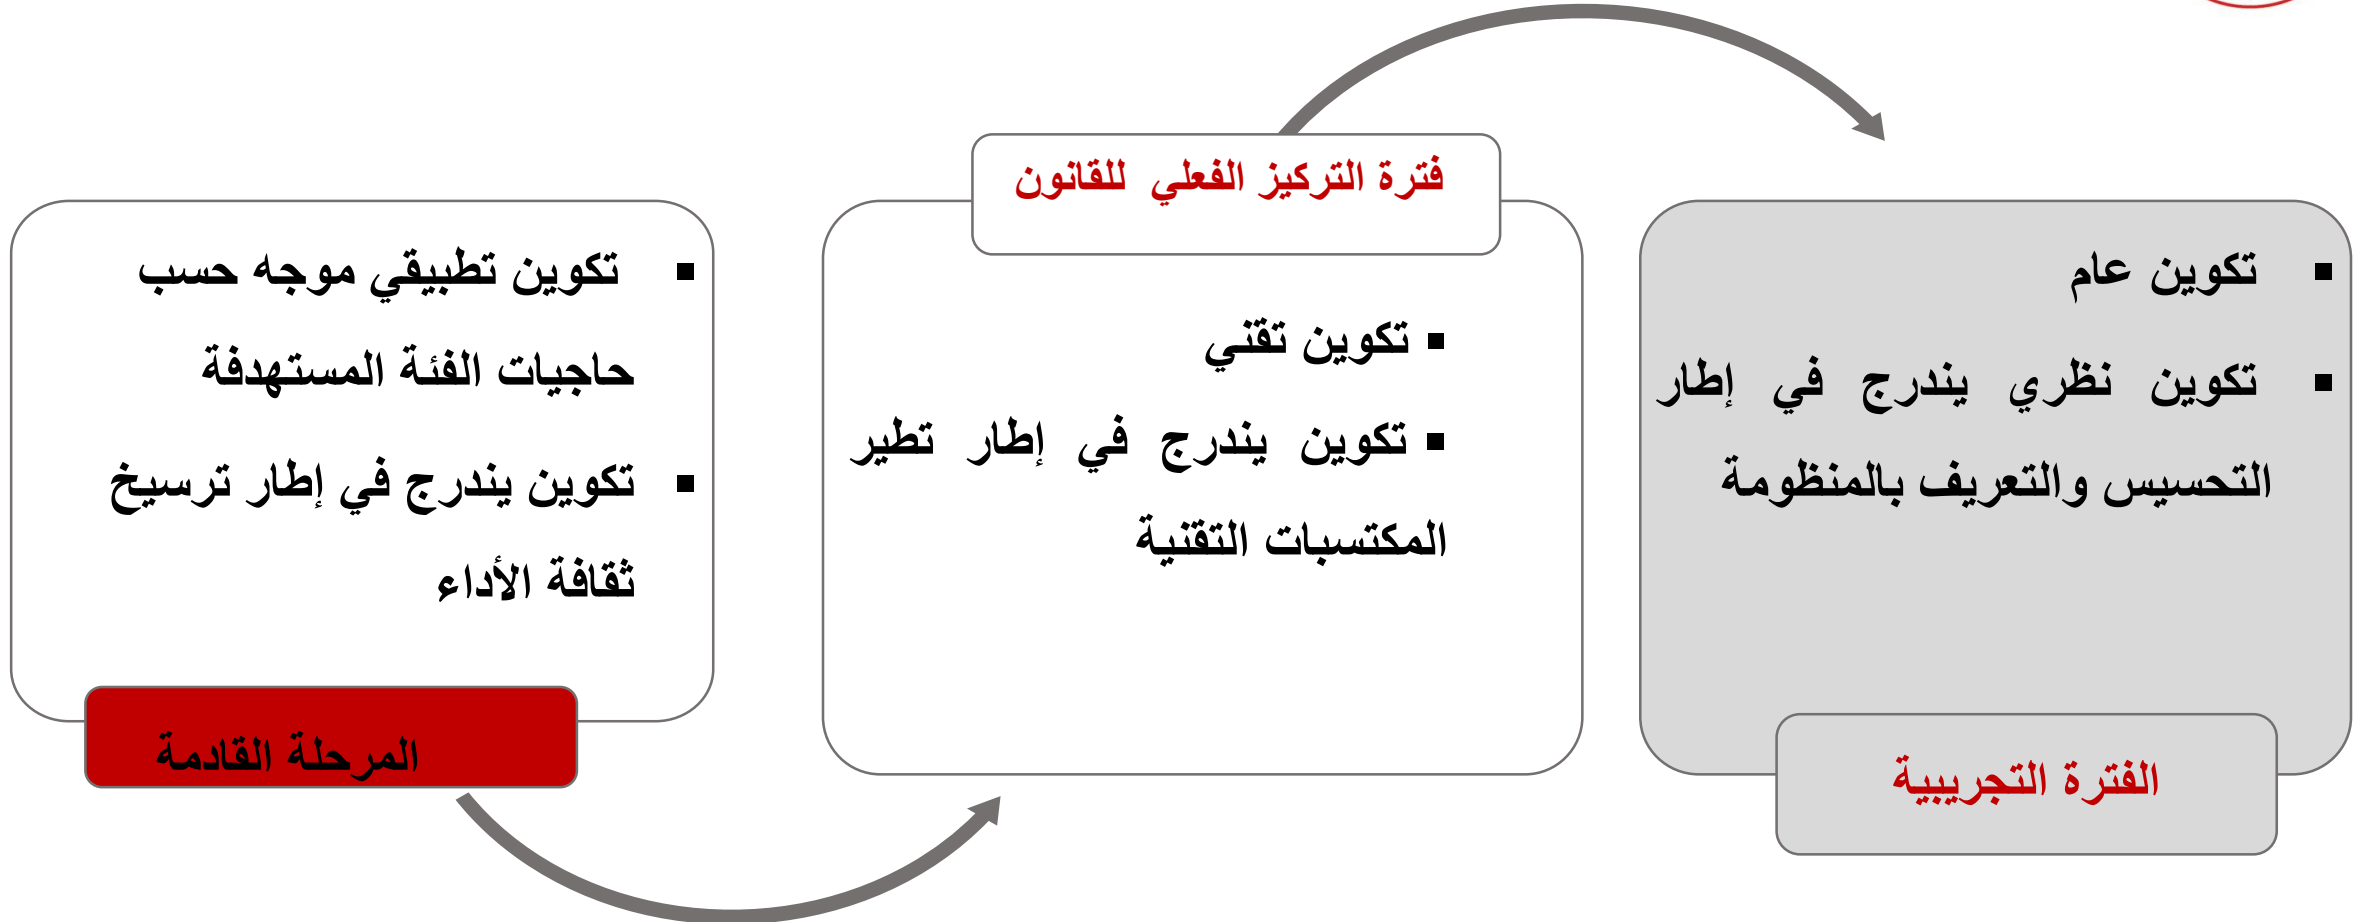 تكوين عام
تكوين نظري يندرج في إطار
التحسيس والتعريف بالمنظومة
الفترة التجريبية
فترة التركيز الفعلي للقانون
تكوين تقني
تكوين يندرج في إطار تطير
المكتسبات التقنية
تكوين تطبيقي موجه حسب
حاجيات الفئة المستهدفة
تكوين يندرج في إطار ترسيخ
ثقافة الأداء
المرحلة القادمة